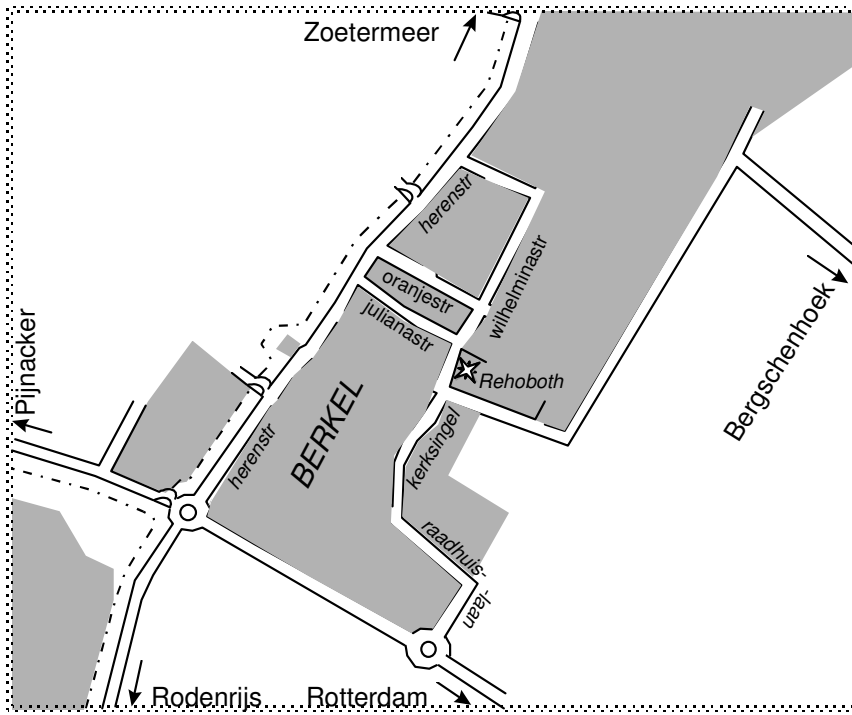 Zoetermeer
herenstr
oranjestr
julianastr
wilhelminastr
Rehoboth
Bergschenhoek
Pijnacker
BERKEL
herenstr
kerksingel
raadhuis-
-laan
Rodenrijs
Rotterdam